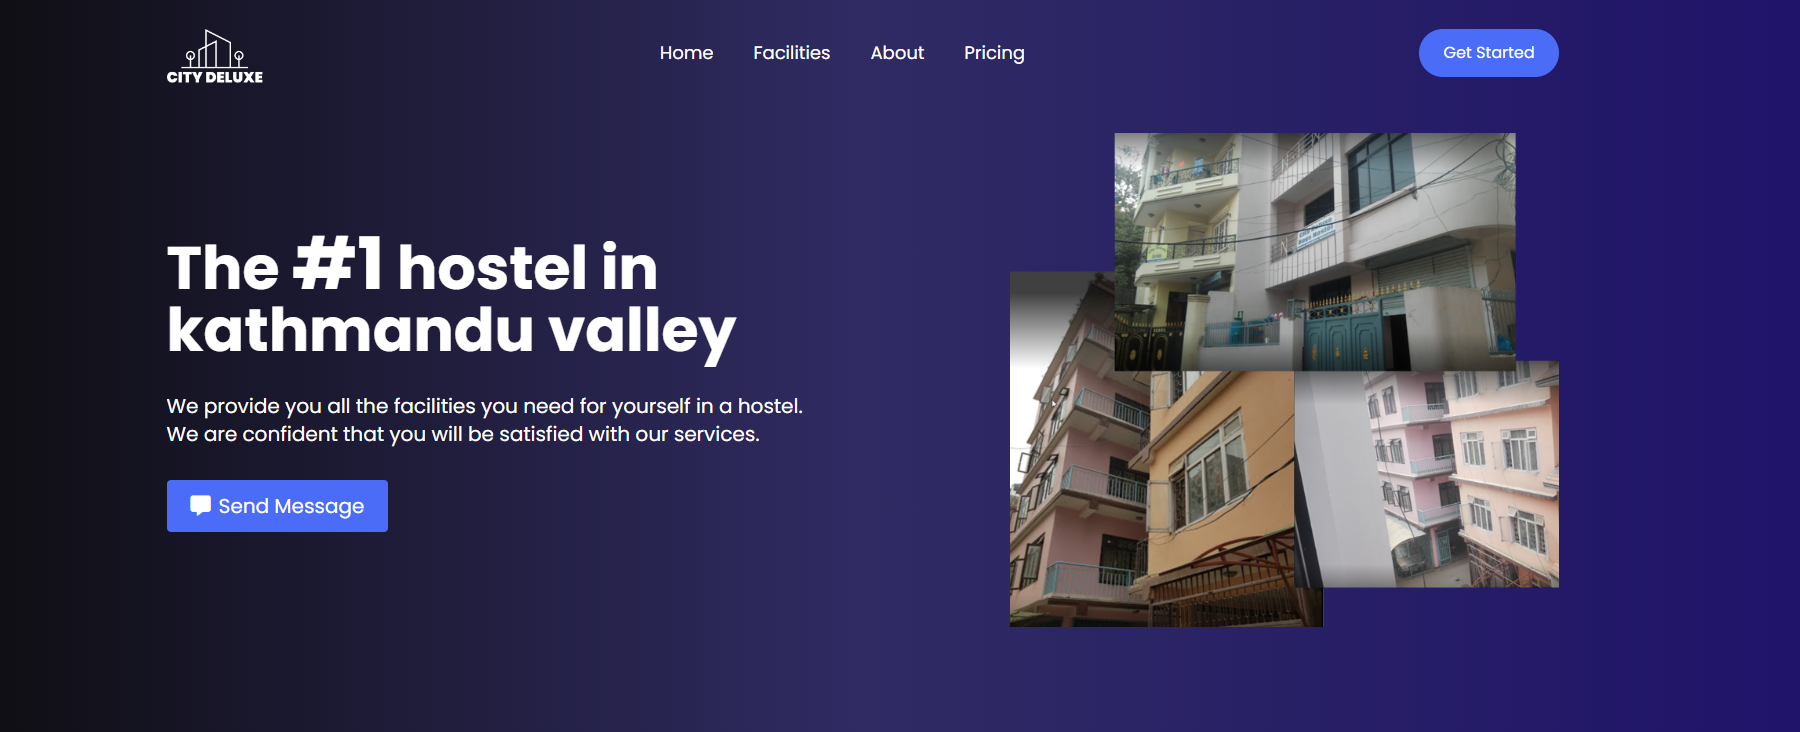 CITY DELUXE
Home Facilities About Pricing
Get Started
The #1 hostel in
kathmandu valley
We provide you all the facilities you need for yourself in a hostel.
We are confident that you will be satisfied with our services.
Send Message